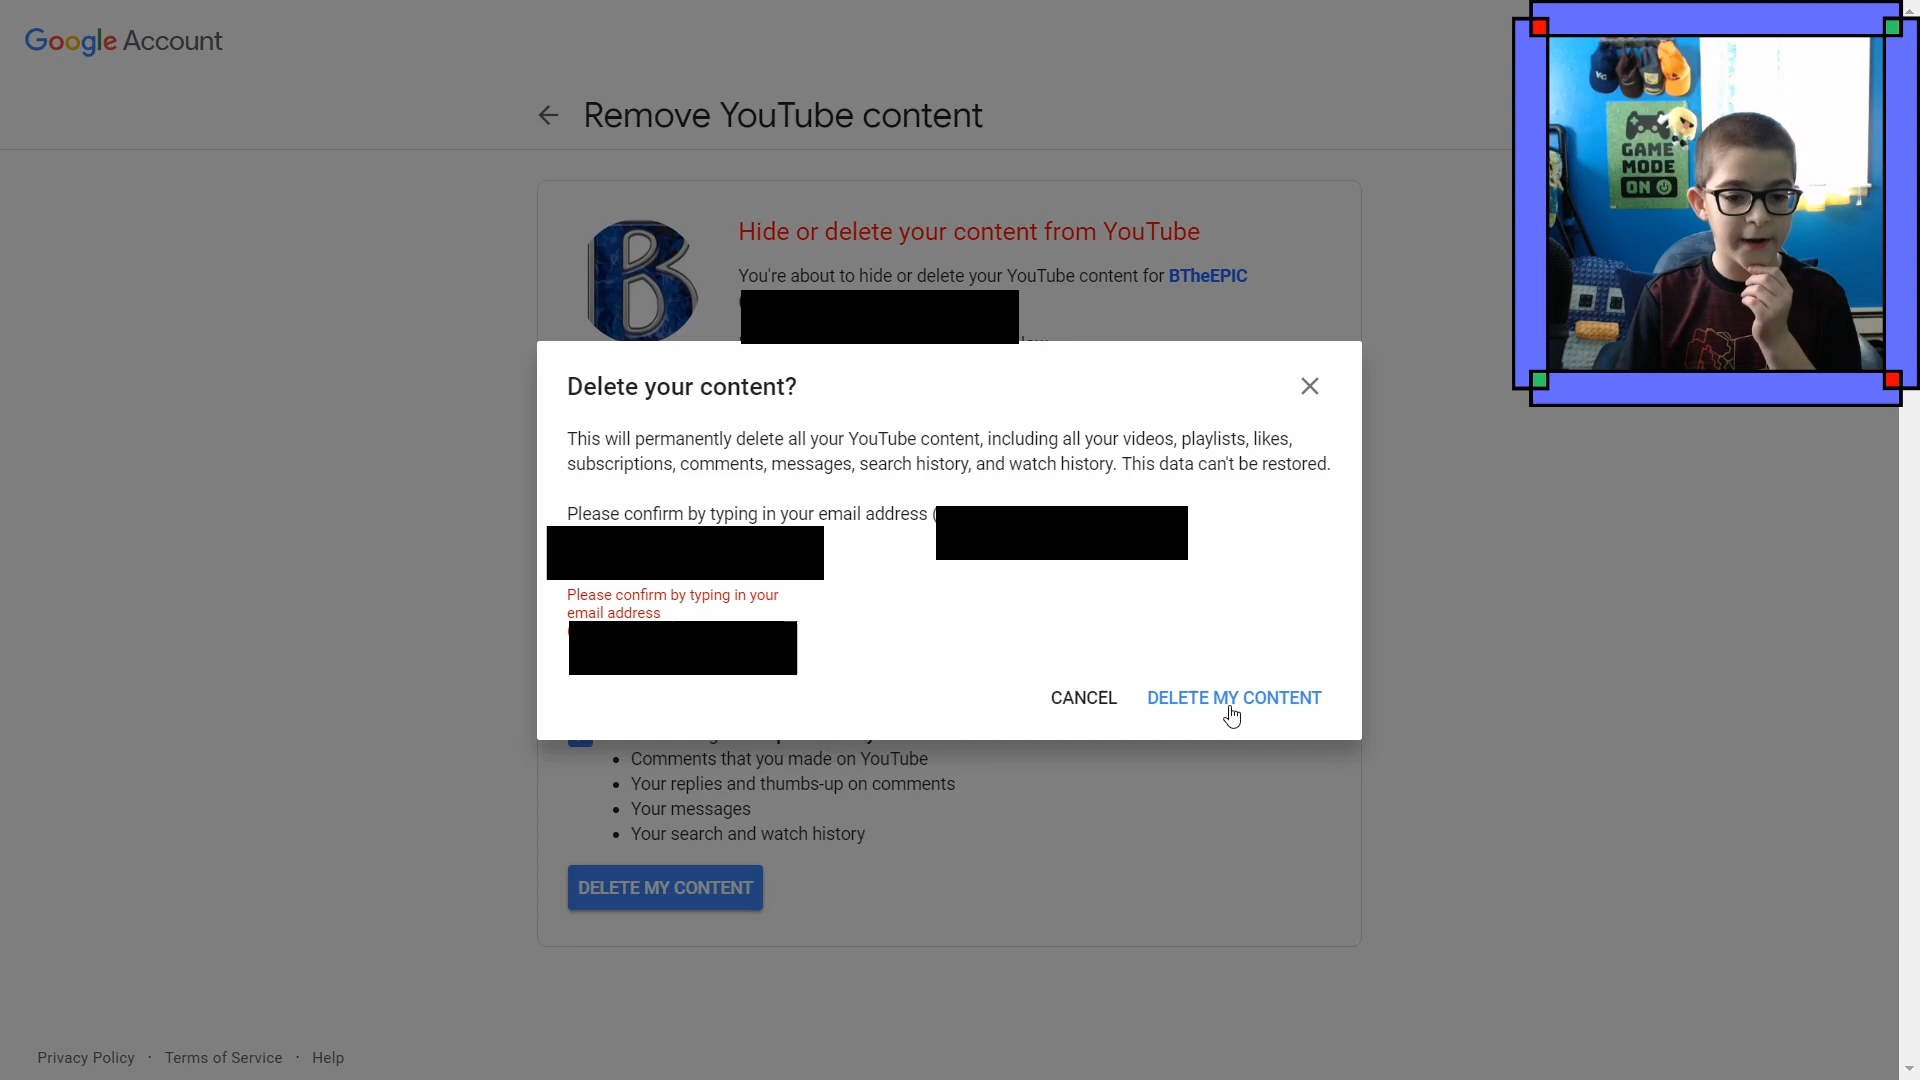 Google Account
Remove YouTube content
Hide or delete your content from YouTube
You're about to hide or delete your YouTube content for BTheEPIC
Delete your content?
This will permanently delete all your YouTube content, including all your videos, playlists, likes,
subscriptions, comments, messages, search history, and watch history. This data can't be restored.
Please confirm by typing in your email address (
Please confirm by typing in your
email address
CANCEL DELETE MY CONTENT
Comments that you made on YouTube
Your replies and thumbs-up on comments
Your messages
Your search and watch history
DELETE MY CONTENT
Privacy Policy · Terms of Service · Help
GAME
MODE
ON